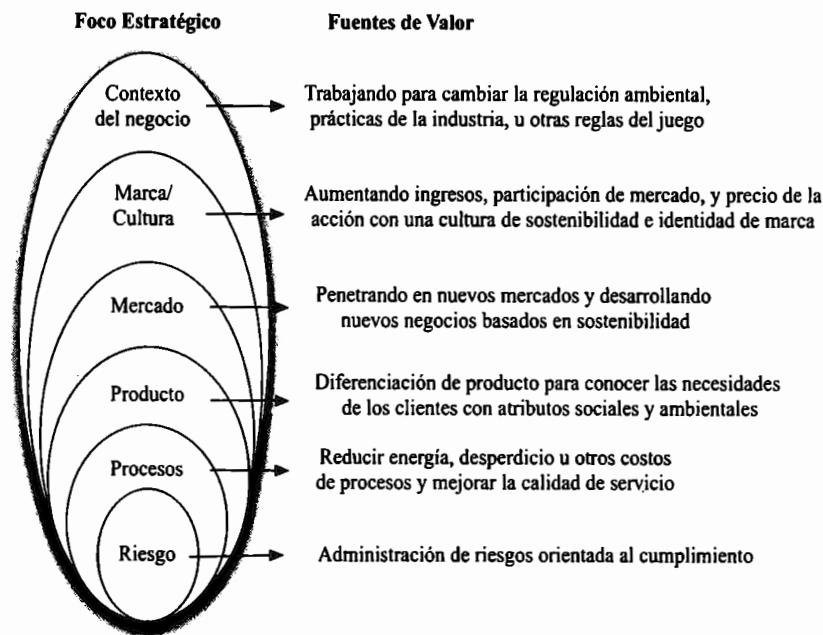 Foco Estratégico Fuentes de Valor
Contexto
del negocio
Trabajando para cambiar la regulación ambiental,
prácticas de la industria, u otras reglas del juego
Marca/
Cultura
Aumentando ingresos, participación de mercado, y precio de la
acción con una cultura de sostenibilidad e identidad de marca
Mercado
Penetrando en nuevos mercados y desarrollando
nuevos negocios basados en sostenibilidad
Producto
Diferenciación de producto para conocer las necesidades
de los clientes con atributos sociales y ambientales
Procesos
Reducir energía, desperdicio u otros costos
de procesos y mejorar la calidad de servicio
Riesgo
Administración de riesgos orientada al cumplimiento